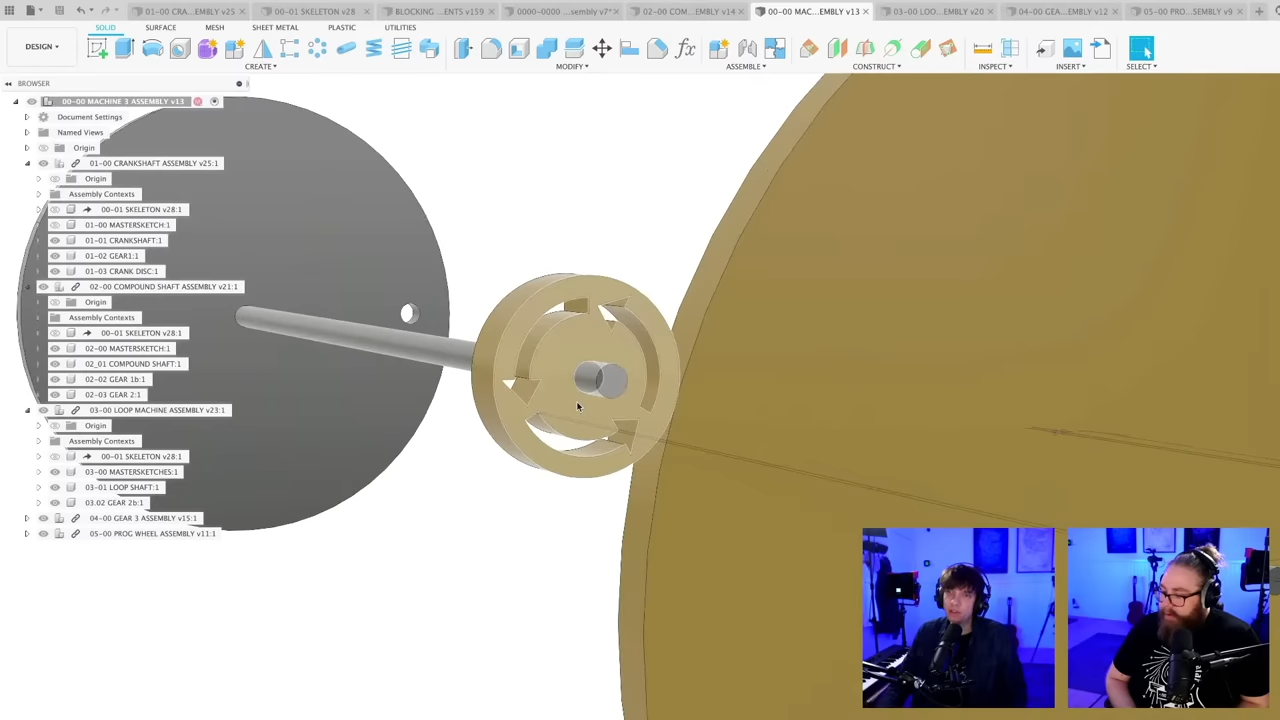 01-00 CRA...EMBLY v25
00-01 SKELETON v28
BLOCKING ...ENTS v159
0000-0000 ...sembly v7*
02-00 COM...EMBLY v14
00-00 MAC...EMBLY v13
03-00 LOO...EMBLY v20
04-00 GEA...EMBLY v12
05-00 PRO...SEMBLY v9
SOLID SURFACE MESH SHEET METAL PLASTIC UTILITIES
DESIGN
CREATE MODIFY ASSEMBLE CONSTRUCT INSPECT INSERT SELECT
BROWSER
00-00 MACHINE 3 ASSEMBLY v13
Document Settings
Named Views
Origin
01-00 CRANKSHAFT ASSEMBLY v25:1
Origin
Assembly Contexts
00-01 SKELETON v28:1
01-00 MASTERSKETCH:1
01-01 CRANKSHAFT:1
01-02 GEAR1:1
01-03 CRANK DISC:1
02-00 COMPOUND SHAFT ASSEMBLY v21:1
Origin
Assembly Contexts
00-01 SKELETON v28:1
02-00 MASTERSKETCH:1
02_01 COMPOUND SHAFT:1
02-02 GEAR 1b:1
02-03 GEAR 2:1
03-00 LOOP MACHINE ASSEMBLY v23:1
Origin
Assembly Contexts
00-01 SKELETON v28:1
03-00 MASTERSKETCHES:1
03-01 LOOP SHAFT:1
03.02 GEAR 2b:1
04-00 GEAR 3 ASSEMBLY v15:1
05-00 PROG WHEEL ASSEMBLY v11:1